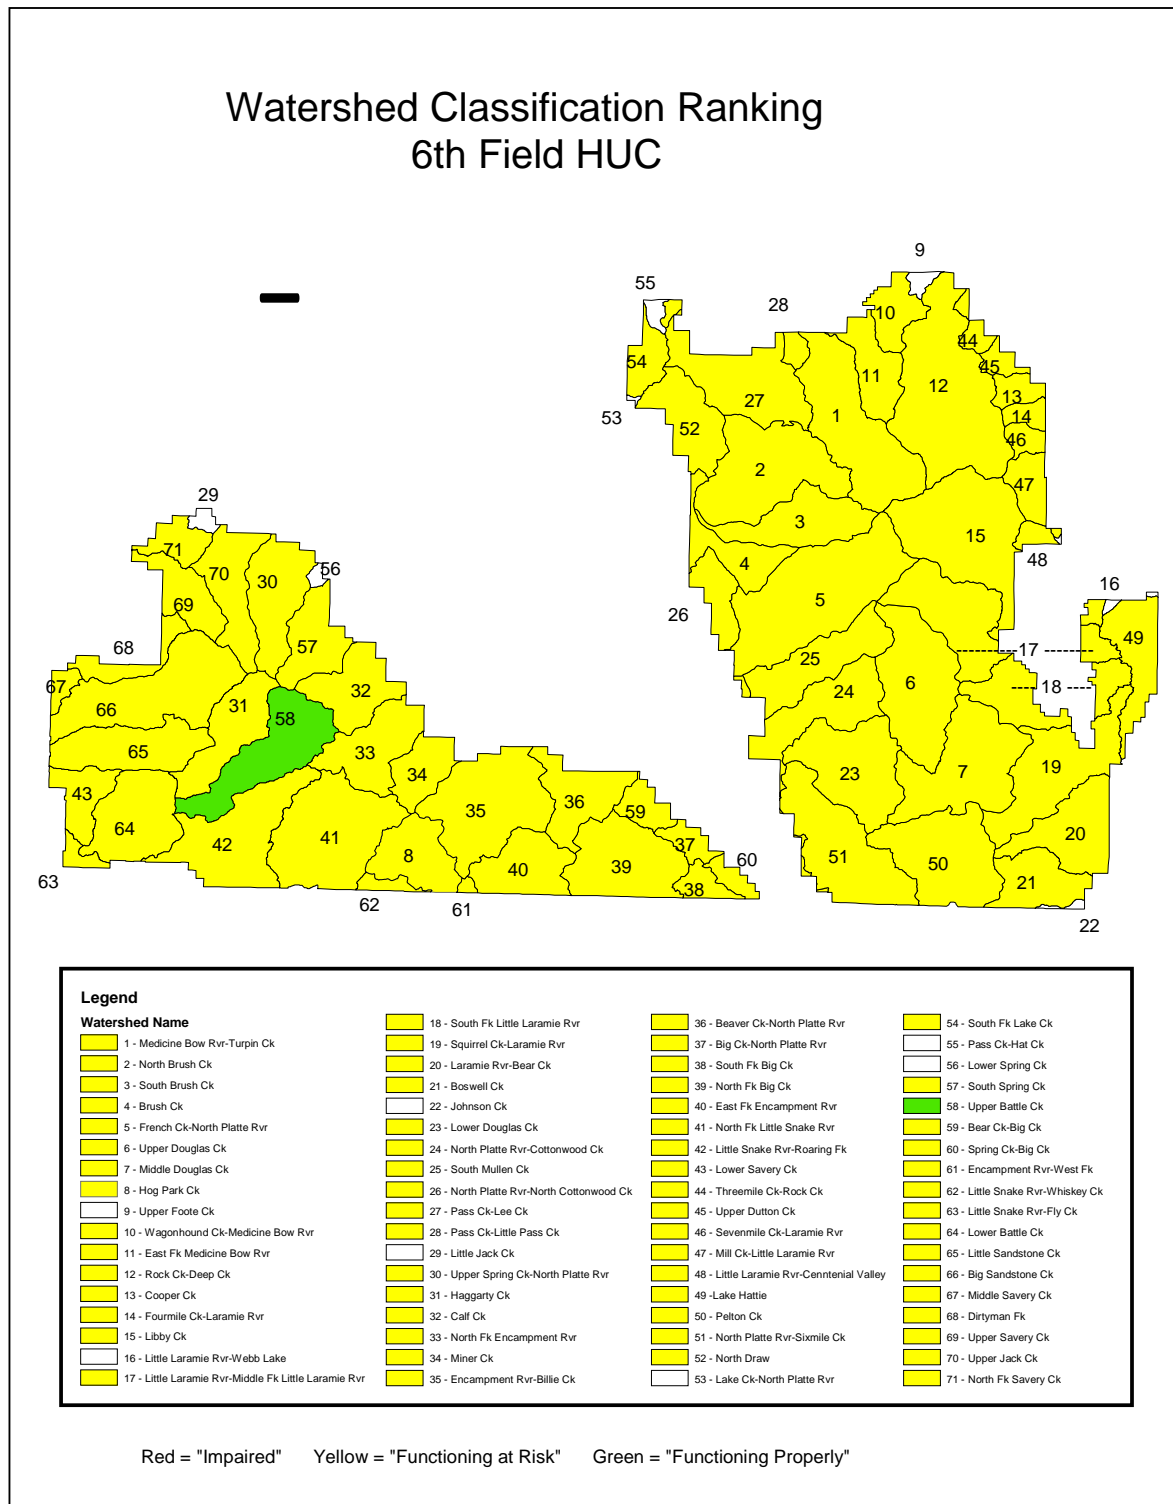 Watershed Classification Ranking
6th Field HUC
9
55
28
10
44
54
45
11
12
13
27
1
14
53
52
46
2
47
29
3
15
71
48
70
30
56
4
16
69
5
26
49
68
57
17
25
67
32
6
18
66
31
24
58
65
33
7
19
34
23
43
36
35
59
64
20
41
42
37
8
51
60
39
40
50
63
21
38
62
61
22
Legend
Watershed Name
1 - Medicine Bow Rvr-Turpin Ck
2 - North Brush Ck
3 - South Brush Ck
4 - Brush Ck
5 - French Ck-North Platte Rvr
6 - Upper Douglas Ck
7 - Middle Douglas Ck
8 - Hog Park Ck
9 - Upper Foote Ck
10 - Wagonhound Ck-Medicine Bow Rvr
11 - East Fk Medicine Bow Rvr
12 - Rock Ck-Deep Ck
13 - Cooper Ck
14 - Fourmile Ck-Laramie Rvr
15 - Libby Ck
16 - Little Laramie Rvr-Webb Lake
17 - Little Laramie Rvr-Middle Fk Little Laramie Rvr
18 - South Fk Little Laramie Rvr
19 - Squirrel Ck-Laramie Rvr
20 - Laramie Rvr-Bear Ck
21 - Boswell Ck
22 - Johnson Ck
23 - Lower Douglas Ck
24 - North Platte Rvr-Cottonwood Ck
25 - South Mullen Ck
26 - North Platte Rvr-North Cottonwood Ck
27 - Pass Ck-Lee Ck
28 - Pass Ck-Little Pass Ck
29 - Little Jack Ck
30 - Upper Spring Ck-North Platte Rvr
31 - Haggarty Ck
32 - Calf Ck
33 - North Fk Encampment Rvr
34 - Miner Ck
35 - Encampment Rvr-Billie Ck
36 - Beaver Ck-North Platte Rvr
37 - Big Ck-North Platte Rvr
38 - South Fk Big Ck
39 - North Fk Big Ck
40 - East Fk Encampment Rvr
41 - North Fk Little Snake Rvr
42 - Little Snake Rvr-Roaring Fk
43 - Lower Savery Ck
44 - Threemile Ck-Rock Ck
45 - Upper Dutton Ck
46 - Sevenmile Ck-Laramie Rvr
47 - Mill Ck-Little Laramie Rvr
48 - Little Laramie Rvr-Cenntenial Valley
49 -Lake Hattie
50 - Pelton Ck
51 - North Platte Rvr-Sixmile Ck
52 - North Draw
53 - Lake Ck-North Platte Rvr
54 - South Fk Lake Ck
55 - Pass Ck-Hat Ck
56 - Lower Spring Ck
57 - South Spring Ck
58 - Upper Battle Ck
59 - Bear Ck-Big Ck
60 - Spring Ck-Big Ck
61 - Encampment Rvr-West Fk
62 - Little Snake Rvr-Whiskey Ck
63 - Little Snake Rvr-Fly Ck
64 - Lower Battle Ck
65 - Little Sandstone Ck
66 - Big Sandstone Ck
67 - Middle Savery Ck
68 - Dirtyman Fk
69 - Upper Savery Ck
70 - Upper Jack Ck
71 - North Fk Savery Ck
Red = "Impaired" Yellow = "Functioning at Risk" Green = "Functioning Properly"